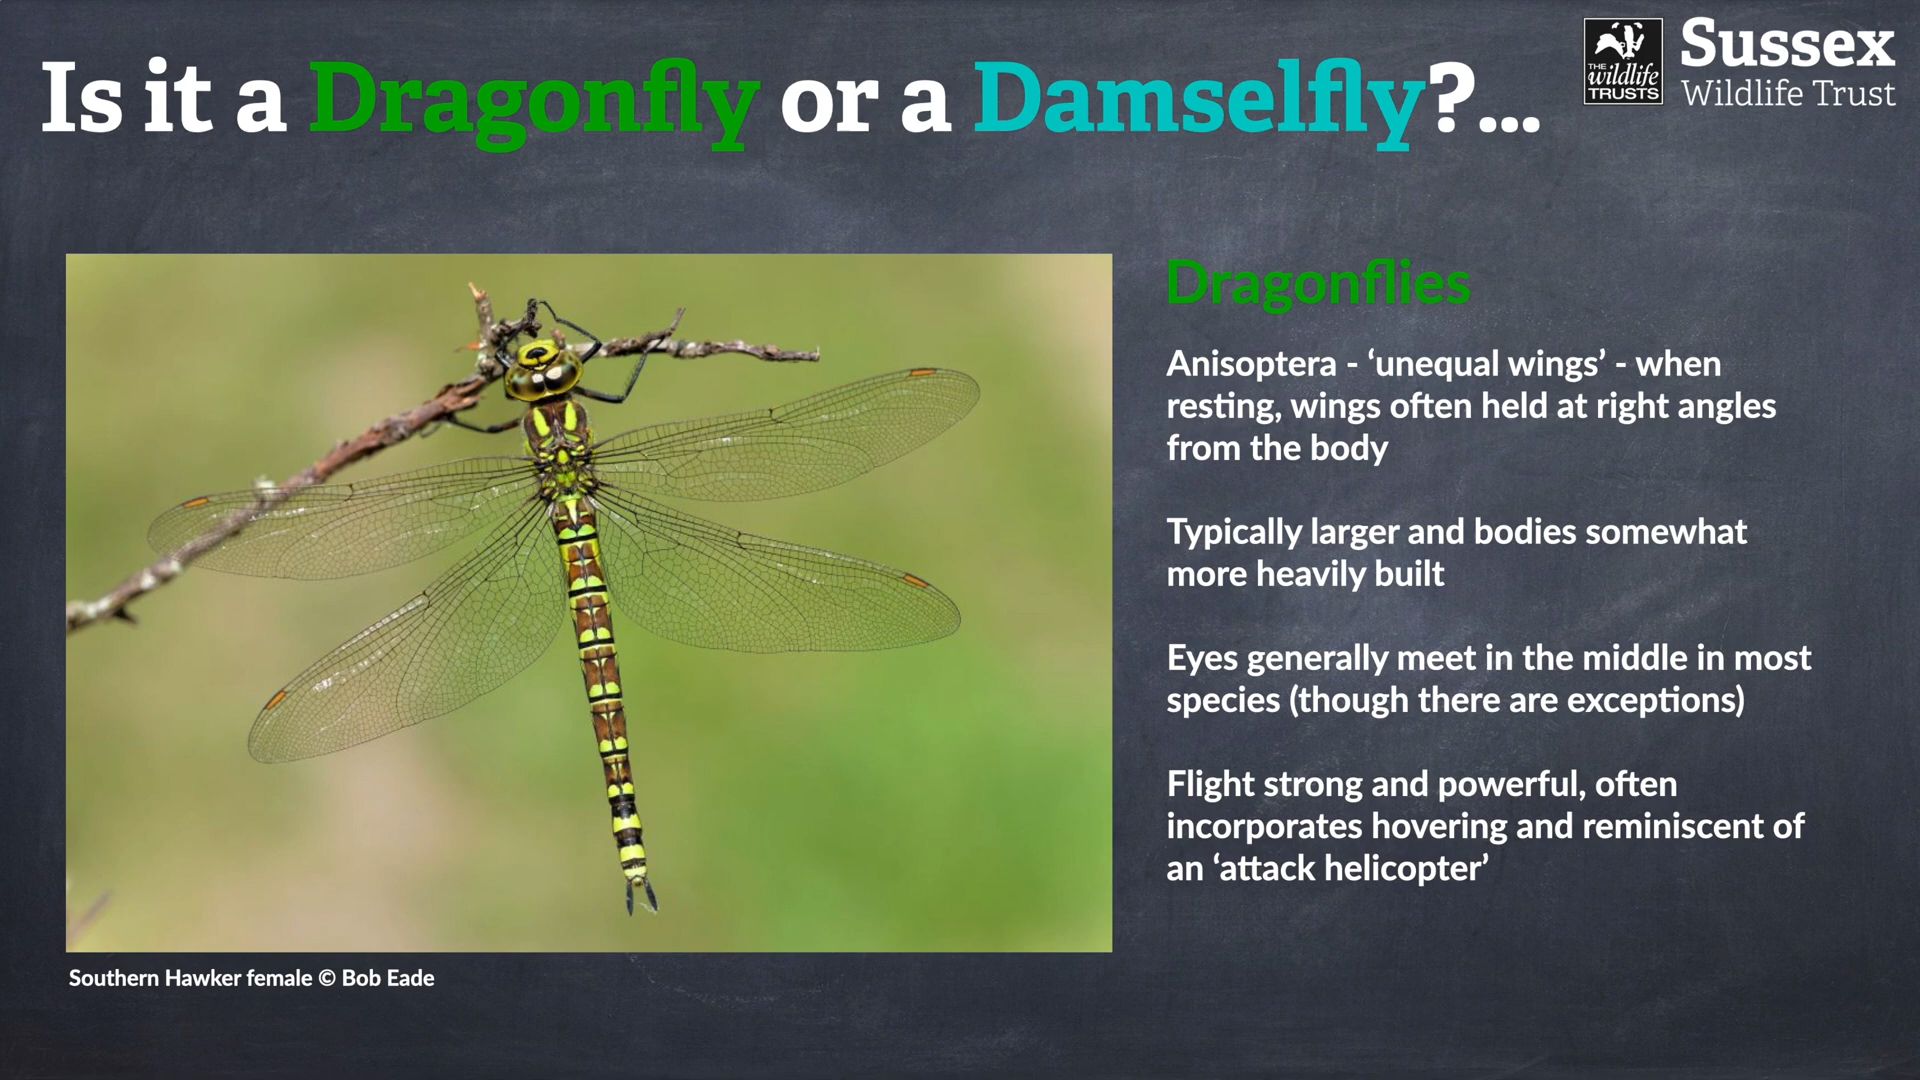 Is it a Dragonfly or a Damselfly?...
THE
wildlife
TRUSTS
Sussex
Wildlife Trust
Dragonflies
Anisoptera - ‘unequal wings’ - when
resting, wings often held at right angles
from the body
Typically larger and bodies somewhat
more heavily built
Eyes generally meet in the middle in most
species (though there are exceptions)
Flight strong and powerful, often
incorporates hovering and reminiscent of
an ‘attack helicopter’
Southern Hawker female © Bob Eade